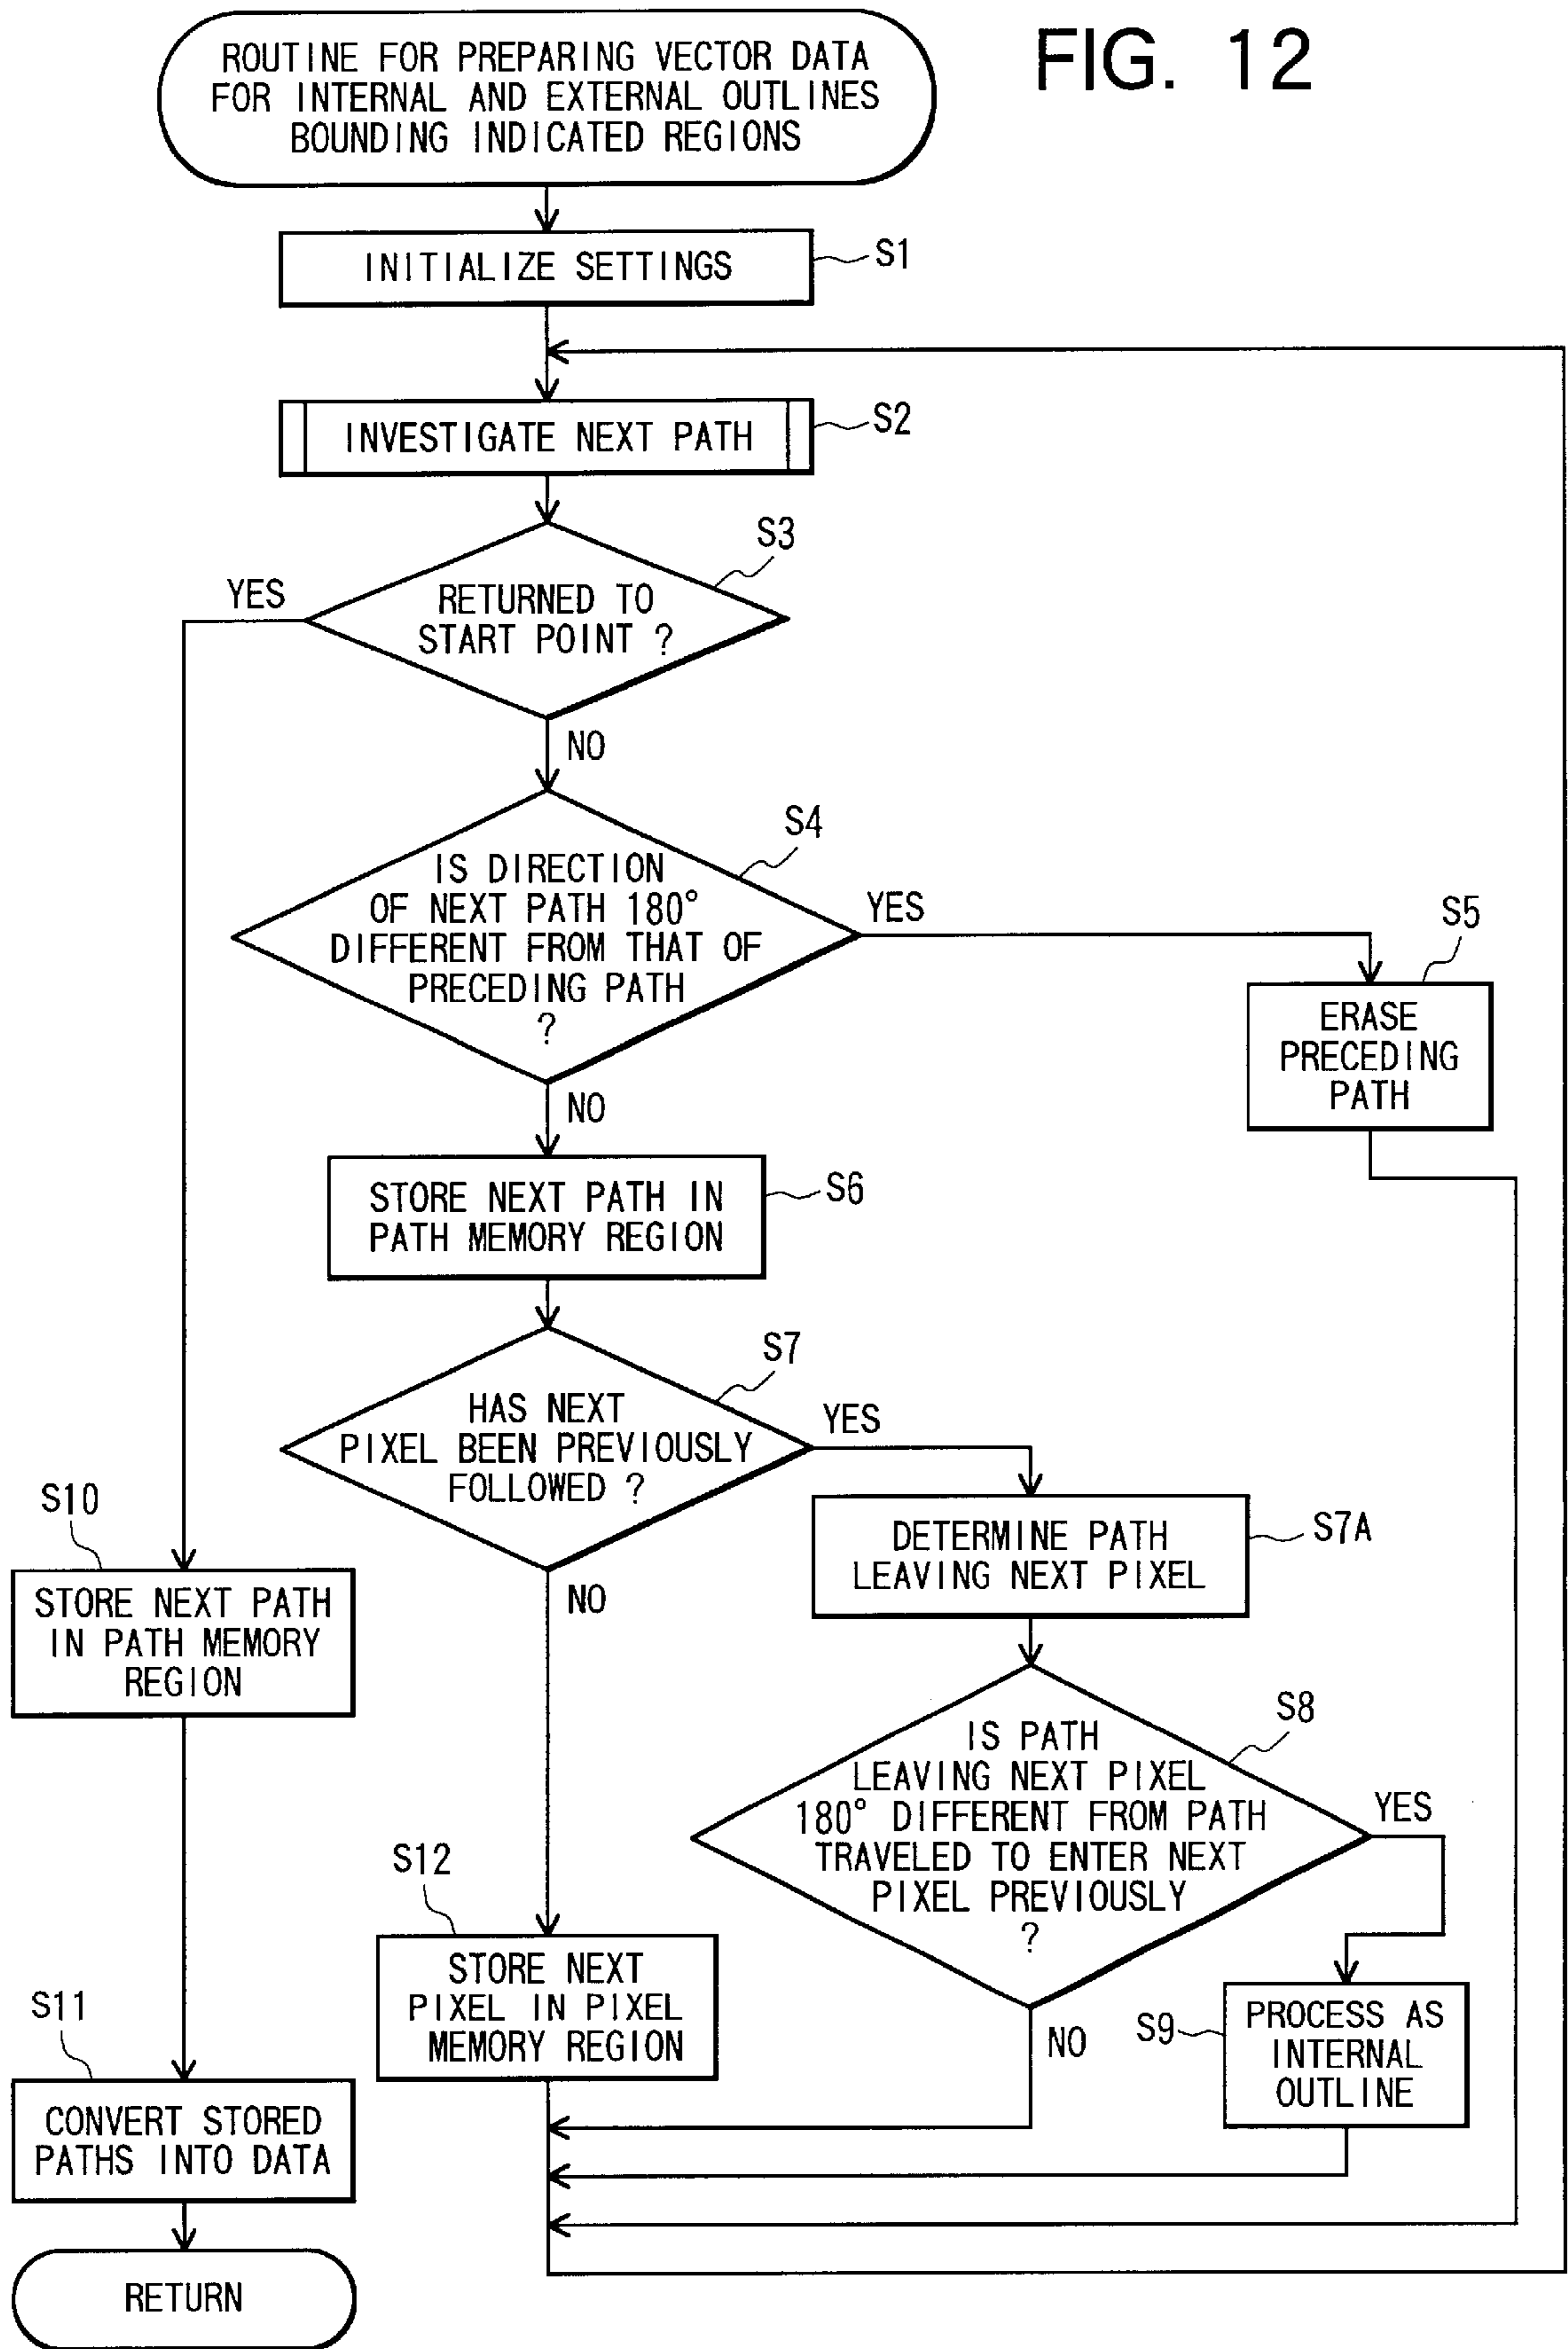 FIG. 12
ROUTINE FOR PREPARING VECTOR DATA
FOR INTERNAL AND EXTERNAL OUTLINES
BOUNDING INDICATED REGIONS
INITIALIZE SETTINGS
S1
INVESTIGATE NEXT PATH
S2
S3
RETURNED TO
START POINT ?
YES
NO
S4
IS DIRECTION
OF NEXT PATH 180°
DIFFERENT FROM THAT OF
PRECEDING PATH
?
YES
NO
S5
ERASE
PRECEDING
PATH
STORE NEXT PATH IN
PATH MEMORY REGION
S6
S7
HAS NEXT
PIXEL BEEN PREVIOUSLY
FOLLOWED ?
YES
NO
DETERMINE PATH
LEAVING NEXT PIXEL
S7A
S8
IS PATH
LEAVING NEXT PIXEL
180° DIFFERENT FROM PATH
TRAVELED TO ENTER NEXT
PIXEL PREVIOUSLY
?
YES
NO
S9
PROCESS AS
INTERNAL
OUTLINE
S12
STORE NEXT
PIXEL IN PIXEL
MEMORY REGION
S10
STORE NEXT PATH
IN PATH MEMORY
REGION
S11
CONVERT STORED
PATHS INTO DATA
RETURN